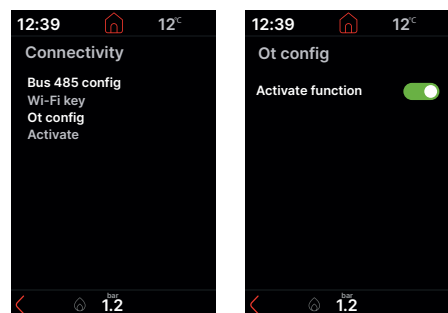 12:39 12°C
Connectivity
Bus 485 config
Wi-Fi key
Ot config
Activate
bar
1.2
12:39 12°C
Ot config
Activate function
bar
1.2